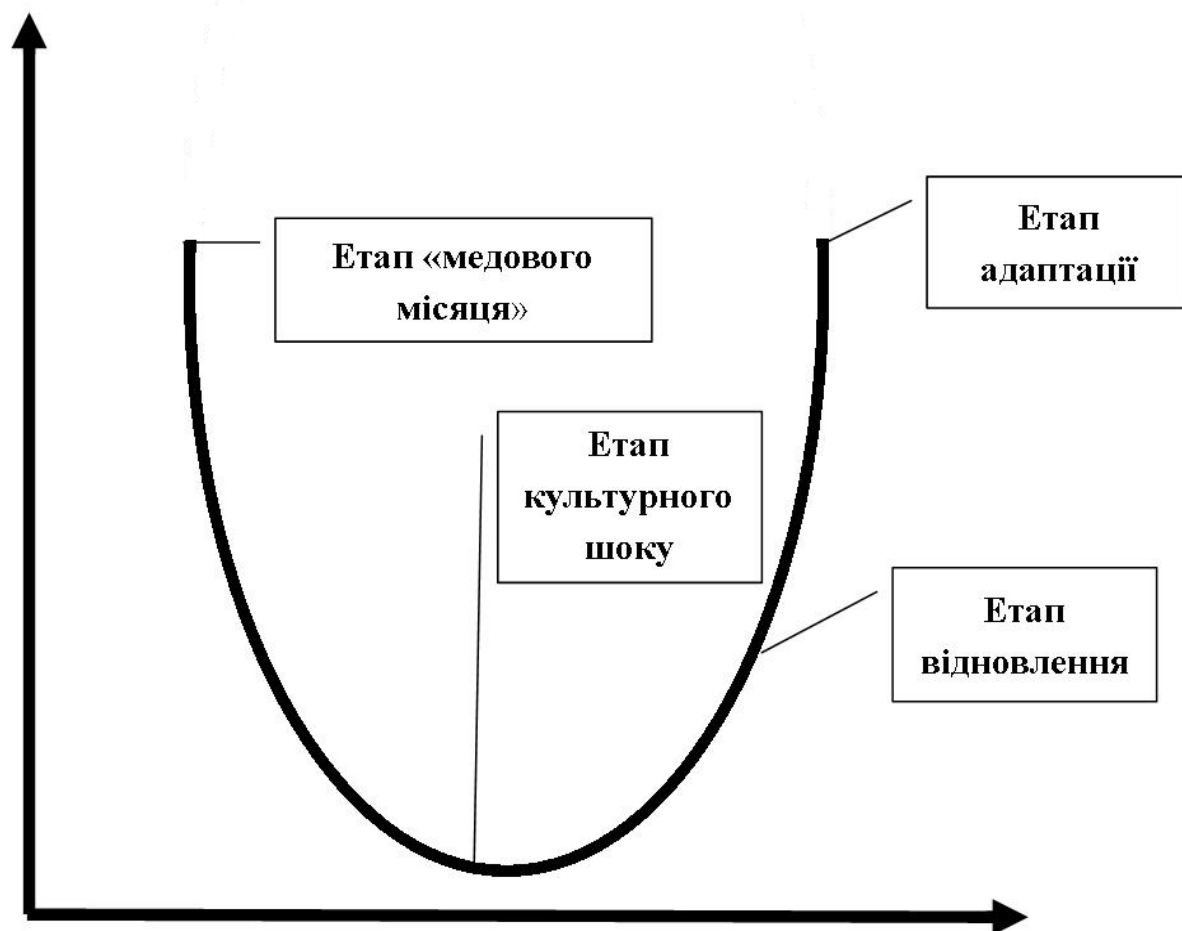 Етап «медового
місяця»
Етап
адаптації
Етап
культурного
шоку
Етап
відновлення